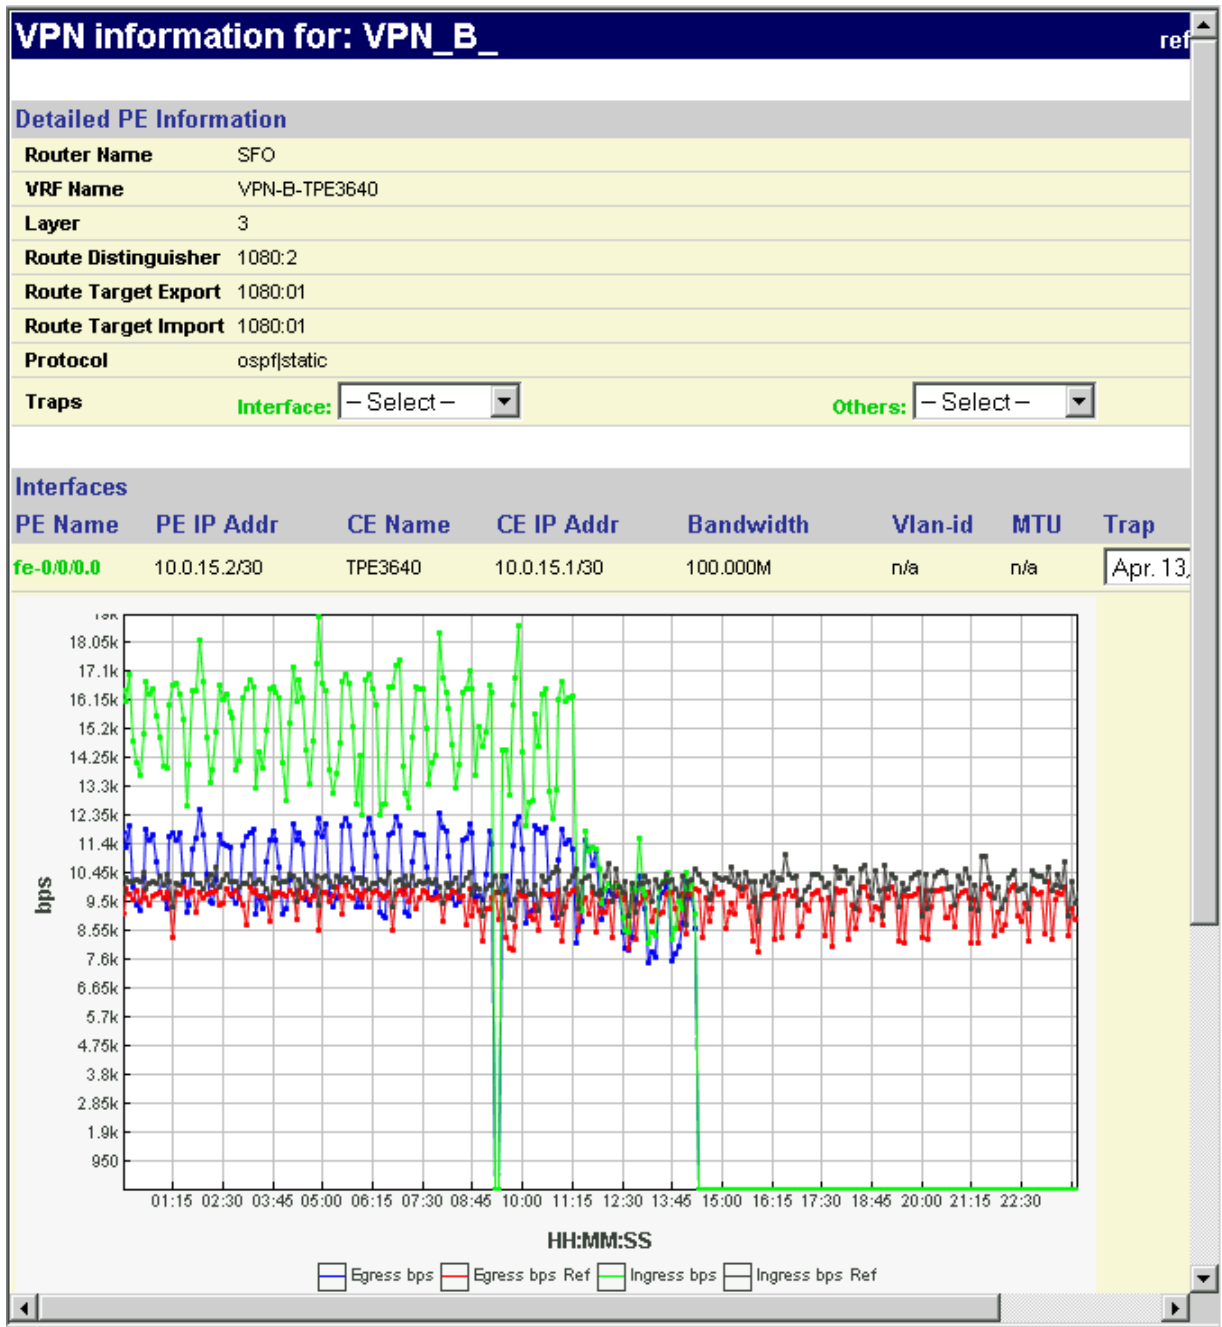 VPN information for: VPN_B_ ref
Detailed PE Information
Router Name SFO
VRF Name VPN-B-TPE3640
Layer 3
Route Distinguisher 1080:2
Route Target Export 1080:01
Route Target Import 1080:01
Protocol ospf|static
Traps Interface: -- Select -- Others: -- Select --
Interfaces
PE Name PE IP Addr CE Name CE IP Addr Bandwidth Vlan-id MTU Trap
fe-0/0/0.0 10.0.15.2/30 TPE3640 10.0.15.1/30 100.000M n/a n/a Apr. 13,
19k
18.05k
17.1k
16.15k
15.2k
14.25k
13.3k
12.35k
11.4k
10.45k
9.5k
8.55k
7.6k
6.65k
5.7k
4.75k
3.8k
2.85k
1.9k
950
bps
01:15 02:30 03:45 05:00 06:15 07:30 08:45 10:00 11:15 12:30 13:45 15:00 16:15 17:30 18:45 20:00 21:15 22:30
HH:MM:SS
Egress bps Egress bps Ref Ingress bps Ingress bps Ref